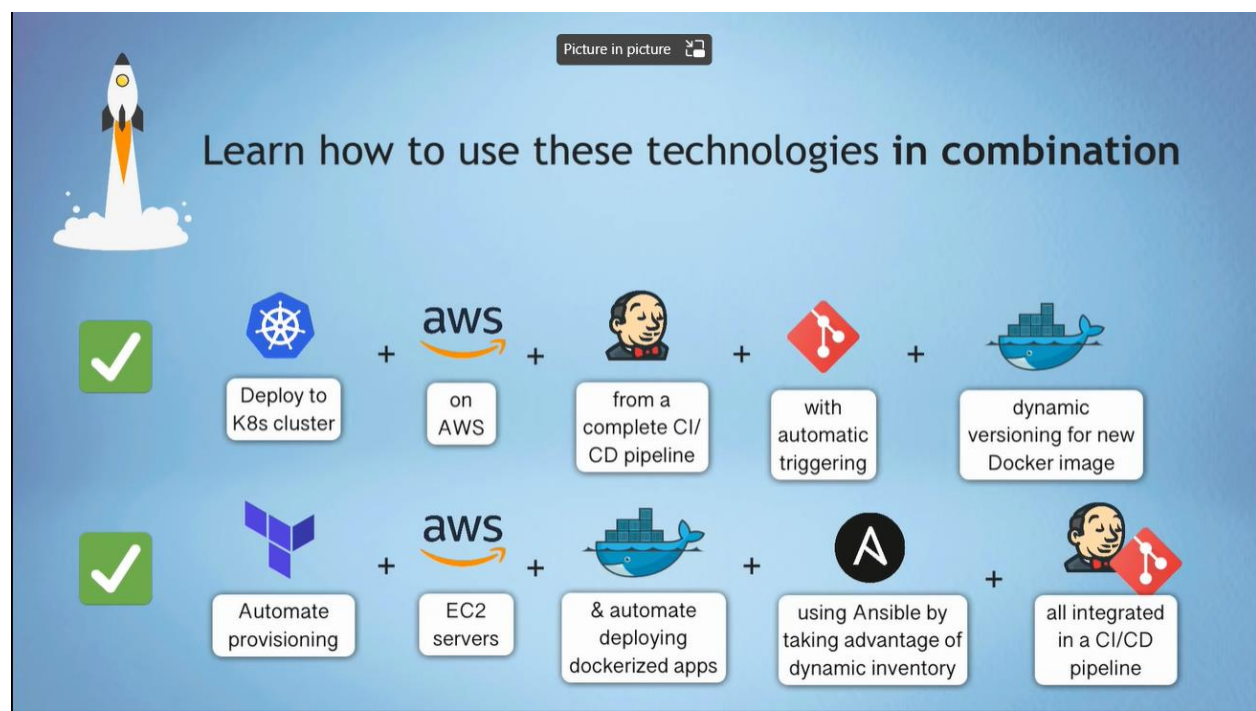 Picture in picture
Learn how to use these technologies in combination
aws
Deploy to
K8s cluster
+
on
AWS
+
from a
complete CI/
CD pipeline
+
with
automatic
triggering
+
dynamic
versioning for new
Docker image
aws
Automate
provisioning
+
EC2
servers
+
& automate
deploying
dockerized apps
+
using Ansible by
taking advantage of
dynamic inventory
+
all integrated
in a CI/CD
pipeline